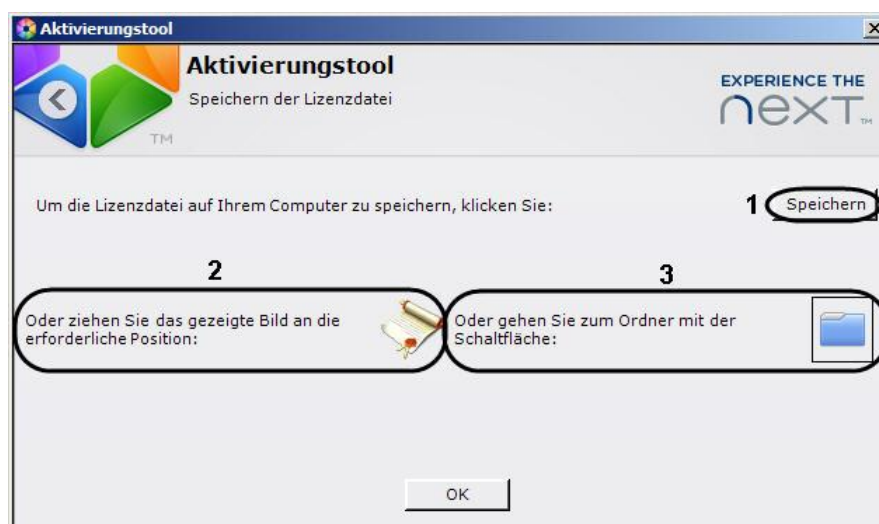 Aktivierungstool
Aktivierungstool
Speichern der Lizenzdatei
TM
EXPERIENCE THE
next™
Um die Lizenzdatei auf Ihrem Computer zu speichern, klicken Sie:
1
Speichern
2
Oder ziehen Sie das gezeigte Bild an die
erforderliche Position:
3
Oder gehen Sie zum Ordner mit der
Schaltfläche:
OK